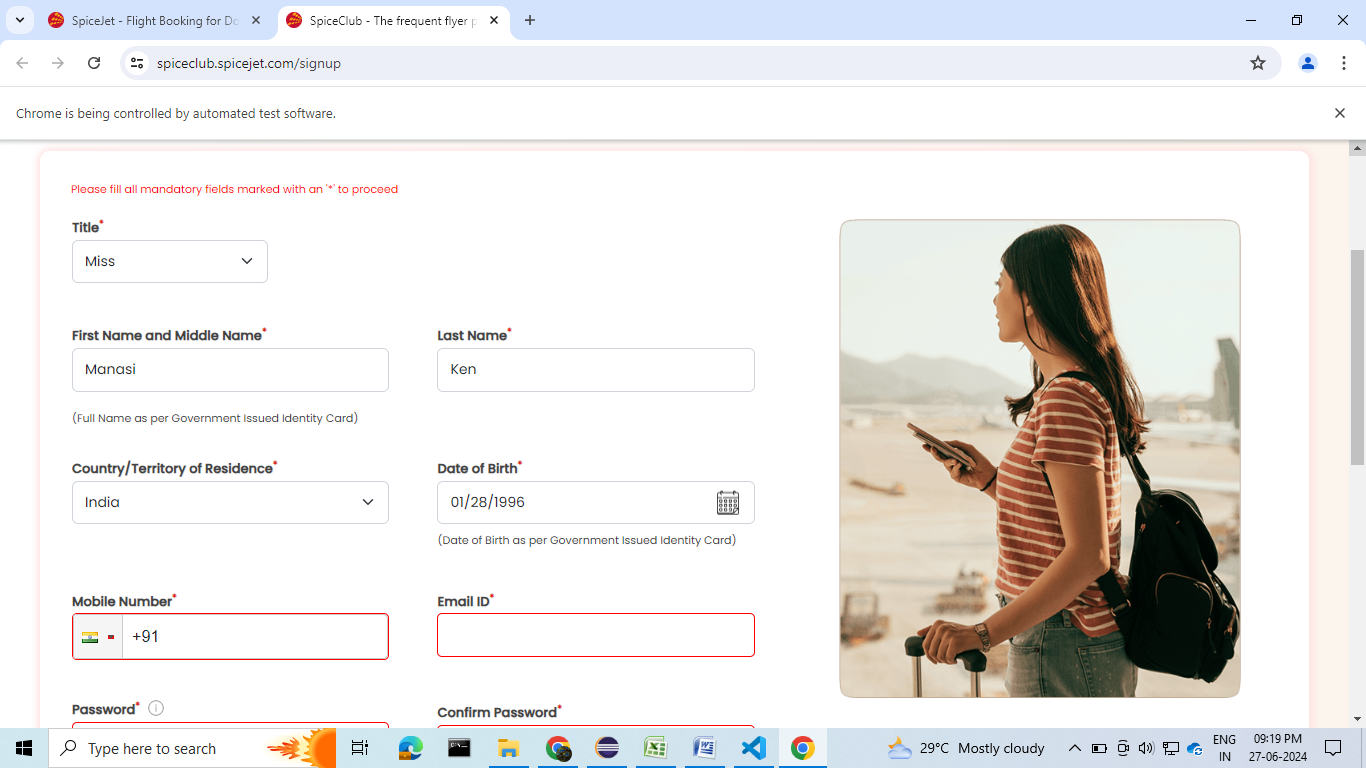 SpiceJet - Flight Booking for Do
SpiceClub - The frequent flyer p
spiceclub.spicejet.com/signup
Chrome is being controlled by automated test software.
Please fill all mandatory fields marked with an '*' to proceed
Title*
Miss
First Name and Middle Name* Last Name*
Manasi Ken
(Full Name as per Government Issued Identity Card)
Country/Territory of Residence* Date of Birth*
India 01/28/1996
(Date of Birth as per Government Issued Identity Card)
Mobile Number* Email ID*
+91
Password* Confirm Password*
Type here to search
29°C Mostly cloudy
ENG
IN
09:19 PM
27-06-2024